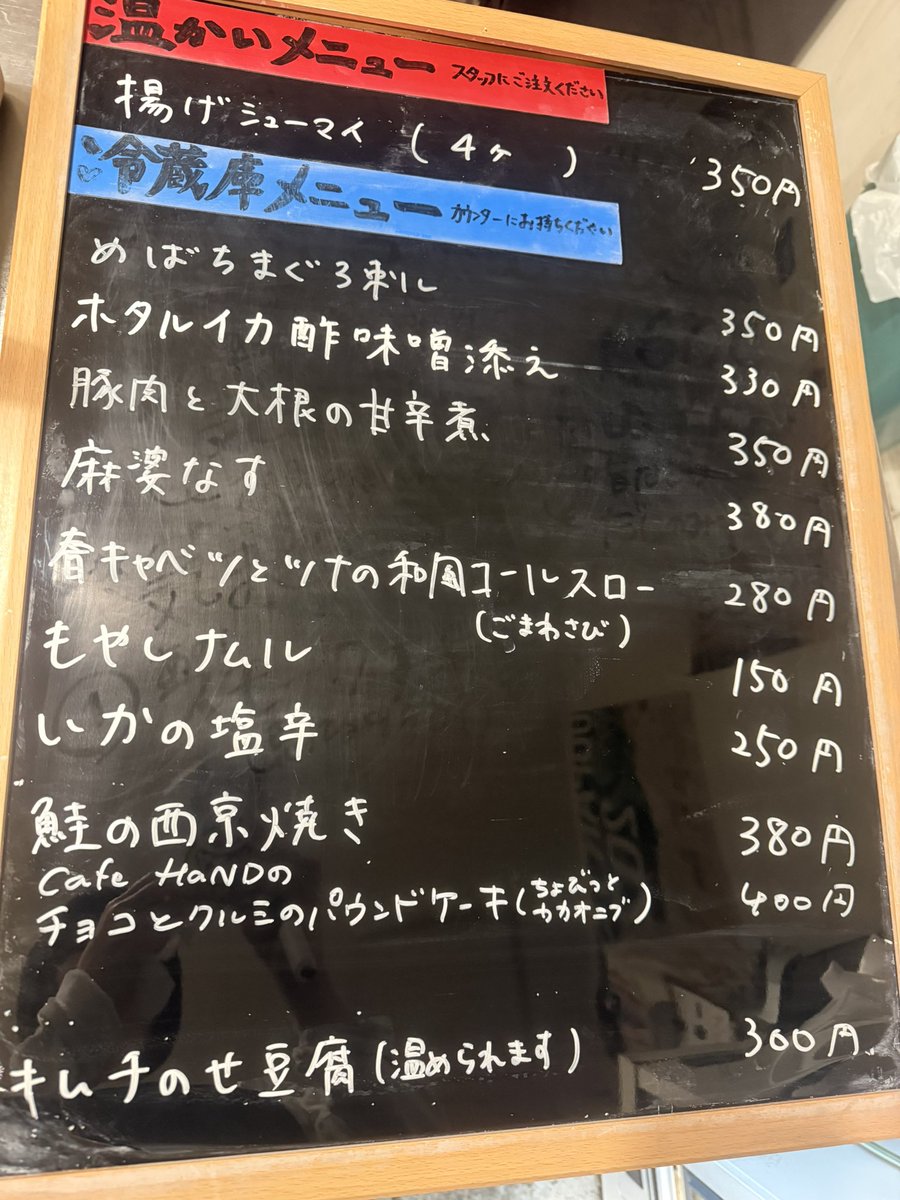 温かいメニュー スタッフにご注文ください
揚げシューマイ (4ヶ) 350円
冷蔵庫メニュー カウンターにお持ちください
めばちまぐろ刺し 350円
ホタルイカ酢味噌添え 330円
豚肉と大根の甘辛煮 350円
麻婆なす 380円
春キャベツとツナの和風コールスロー 280円
(ごまわさび)
もやしナムル 150円
いかの塩辛 250円
鮭の西京焼き 380円
Cafe HaNDの
チョコとクルミのパウンドケーキ(ちょびっとカカオニブ) 400円
キムチのせ豆腐(温められます) 300円